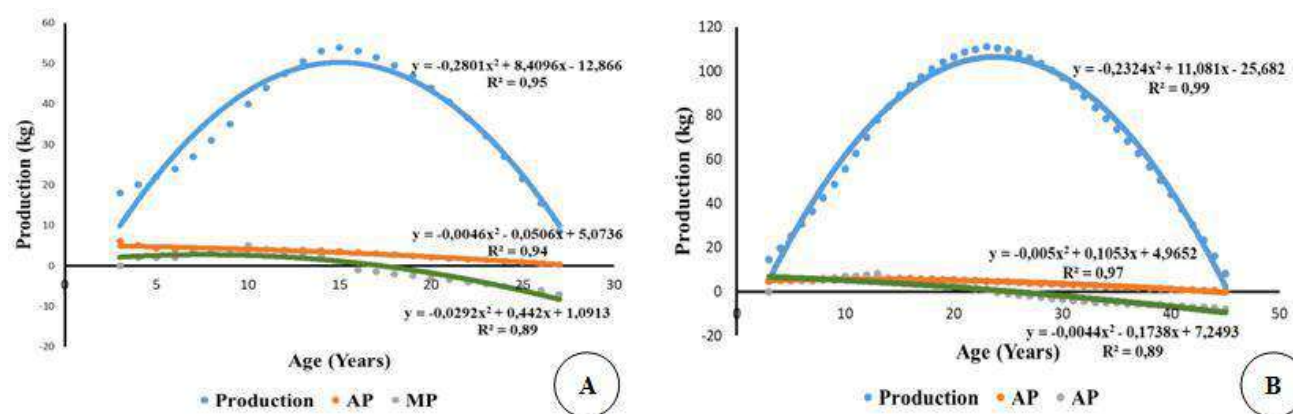 60
50
40
30
20
10
0
-10
-20
0
5
10
15
20
25
30
Production (kg)
Age (Years)
y = -0,2801x² + 8,4096x - 12,866
R² = 0,95
y = -0,0046x² - 0,0506x + 5,0736
R² = 0,94
y = -0,0292x² + 0,442x + 1,0913
R² = 0,89
Production AP MP
A
120
100
80
60
40
20
0
-20
0
10
20
30
40
50
Production (kg)
Age (Years)
y = -0,2324x² + 11,081x - 25,682
R² = 0,99
y = -0,005x² + 0,1053x + 4,9652
R² = 0,97
y = -0,0044x² - 0,1738x + 7,2493
R² = 0,89
Production AP AP
B